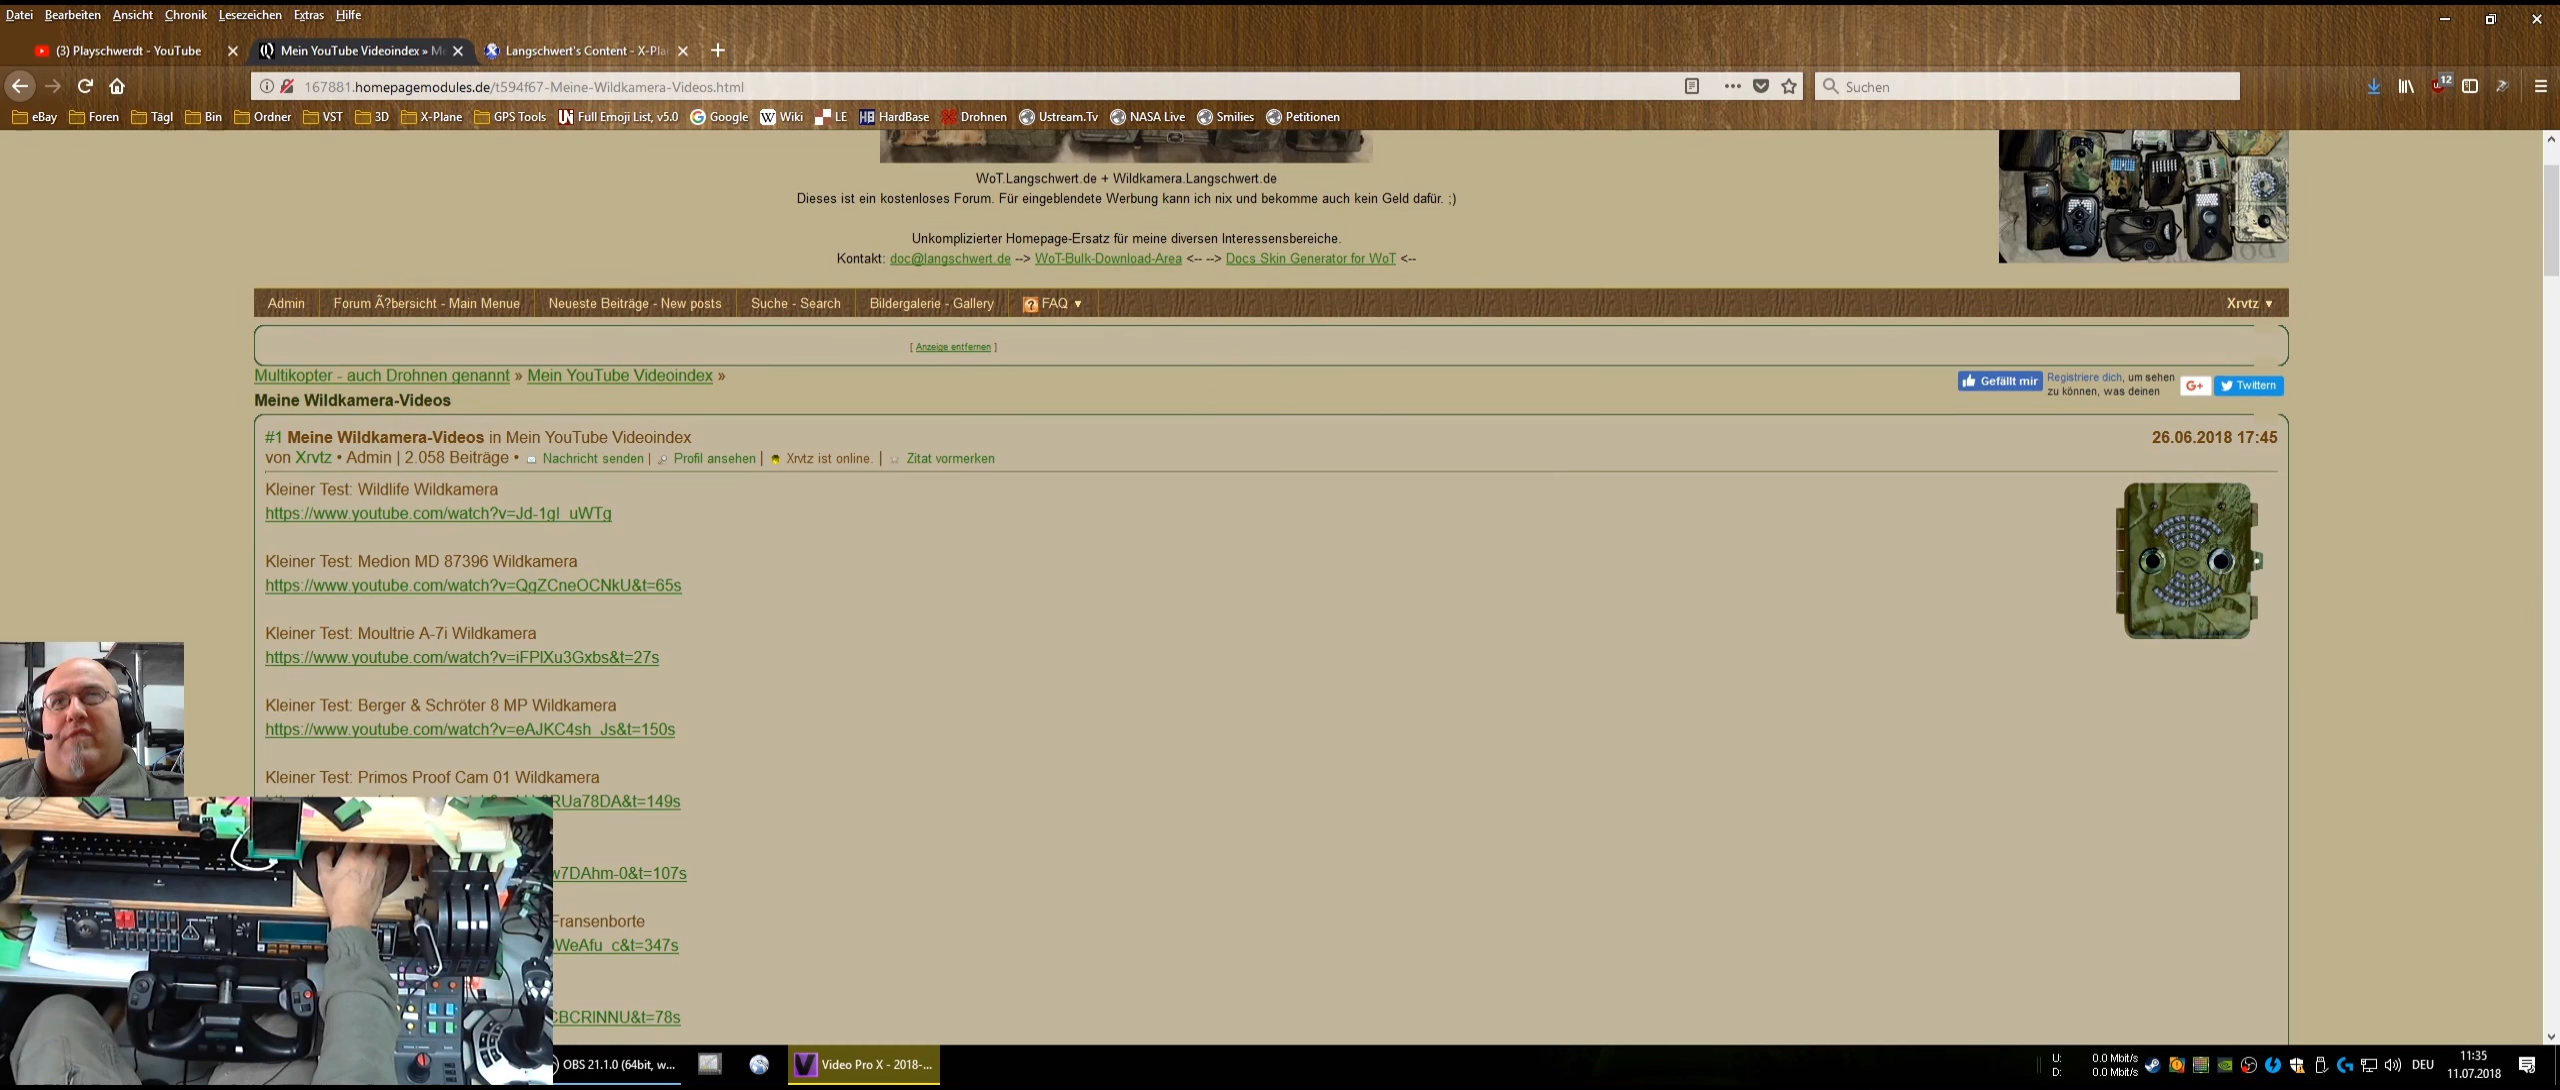 Datei Bearbeiten Ansicht Chronik Lesezeichen Extras Hilfe
(3) Playschwerdt - YouTube
Mein YouTube Videoindex » M
Langschwert's Content - X-Pla
167881.homepagemodules.de/t594f67-Meine-Wildkamera-Videos.html
Suchen
12
eBay Foren Tägl Bin Ordner VST 3D X-Plane GPS Tools Full Emoji List, v5.0 Google Wiki LE HardBase Drohnen Ustream.Tv NASA Live Smilies Petitionen
WoT.Langschwert.de + Wildkamera.Langschwert.de
Dieses ist ein kostenloses Forum. Für eingeblendete Werbung kann ich nix und bekomme auch kein Geld dafür. ;)
Unkomplizierter Homepage-Ersatz für meine diversen Interessensbereiche.
Kontakt: doc@langschwert.de --> WoT-Bulk-Download-Area <-- --> Docs Skin Generator for WoT <--
Admin Forum Ã?bersicht - Main Menue Neueste Beiträge - New posts Suche - Search Bildergalerie - Gallery FAQ ▼ Xrvtz ▼
[ Anzeige entfernen ]
Multikopter - auch Drohnen genannt » Mein YouTube Videoindex »
Gefällt mir
Registriere dich, um sehen
zu können, was deinen
G+
Twittern
Meine Wildkamera-Videos
#1 Meine Wildkamera-Videos in Mein YouTube Videoindex 26.06.2018 17:45
von Xrvtz • Admin | 2.058 Beiträge • Nachricht senden | Profil ansehen | Xrvtz ist online. | Zitat vormerken
Kleiner Test: Wildlife Wildkamera
https://www.youtube.com/watch?v=Jd-1gI_uWTg
Kleiner Test: Medion MD 87396 Wildkamera
https://www.youtube.com/watch?v=QgZCneOCNkU&t=65s
Kleiner Test: Moultrie A-7i Wildkamera
https://www.youtube.com/watch?v=iFPlXu3Gxbs&t=27s
Kleiner Test: Berger & Schröter 8 MP Wildkamera
https://www.youtube.com/watch?v=eAJKC4sh_Js&t=150s
Kleiner Test: Primos Proof Cam 01 Wildkamera
RUa78DA&t=149s
w7DAhm-0&t=107s
Fransenborte
WeAfu_c&t=347s
CBCRlNNU&t=78s
OBS 21.1.0 (64bit, w...
Video Pro X - 2018-...
U: 0.0 Mbit/s
D: 0.0 Mbit/s
DEU
11:35
11.07.2018